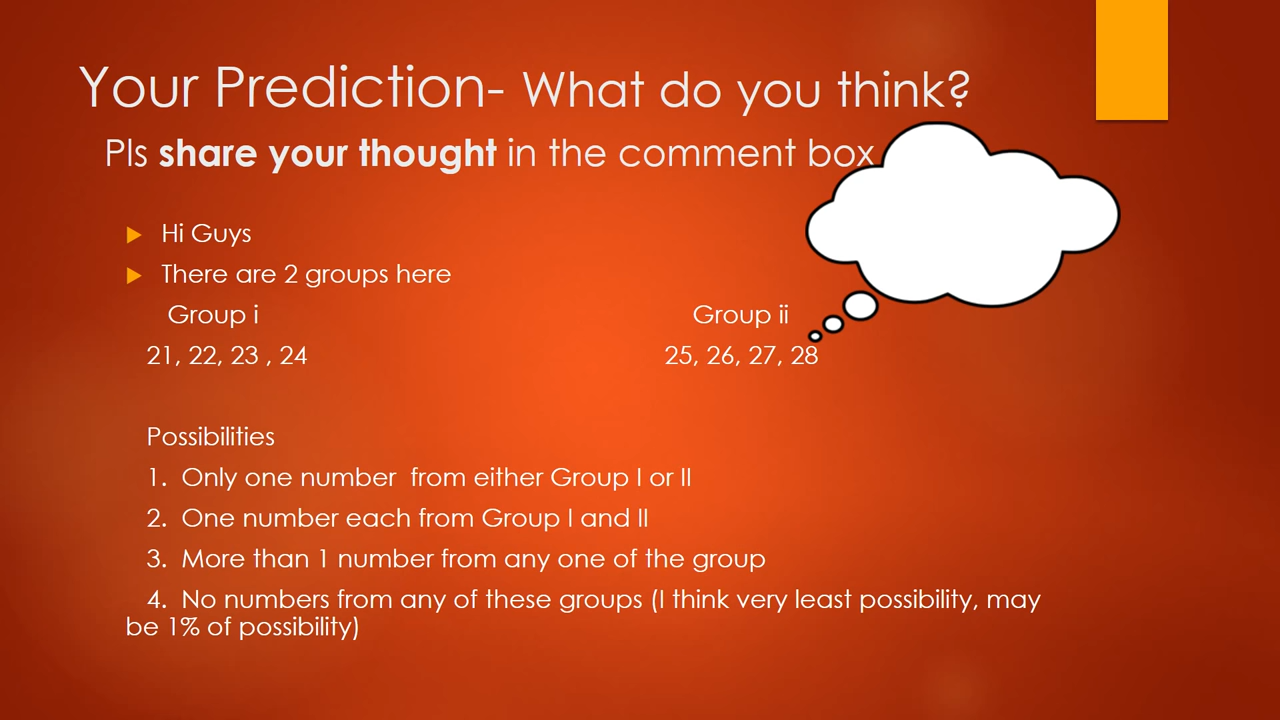 Your Prediction- What do you think?
Pls share your thought in the comment box
Hi Guys
There are 2 groups here
Group i Group ii
21, 22, 23 , 24 25, 26, 27, 28
Possibilities
1. Only one number from either Group I or II
2. One number each from Group I and II
3. More than 1 number from any one of the group
4. No numbers from any of these groups (I think very least possibility, may
be 1% of possibility)